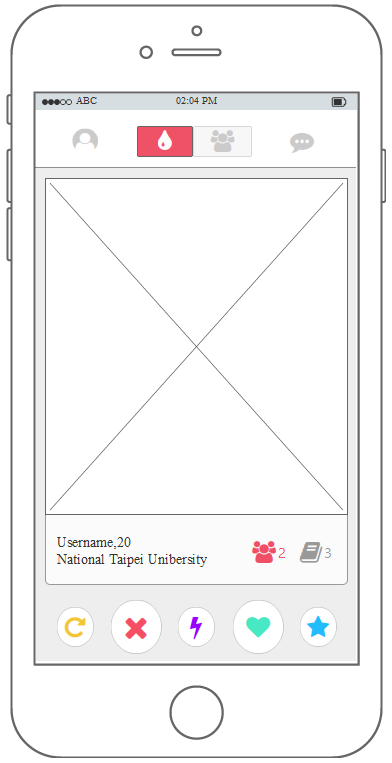 ABC
02:04 PM
Username,20
National Taipei Unibersity
2
3